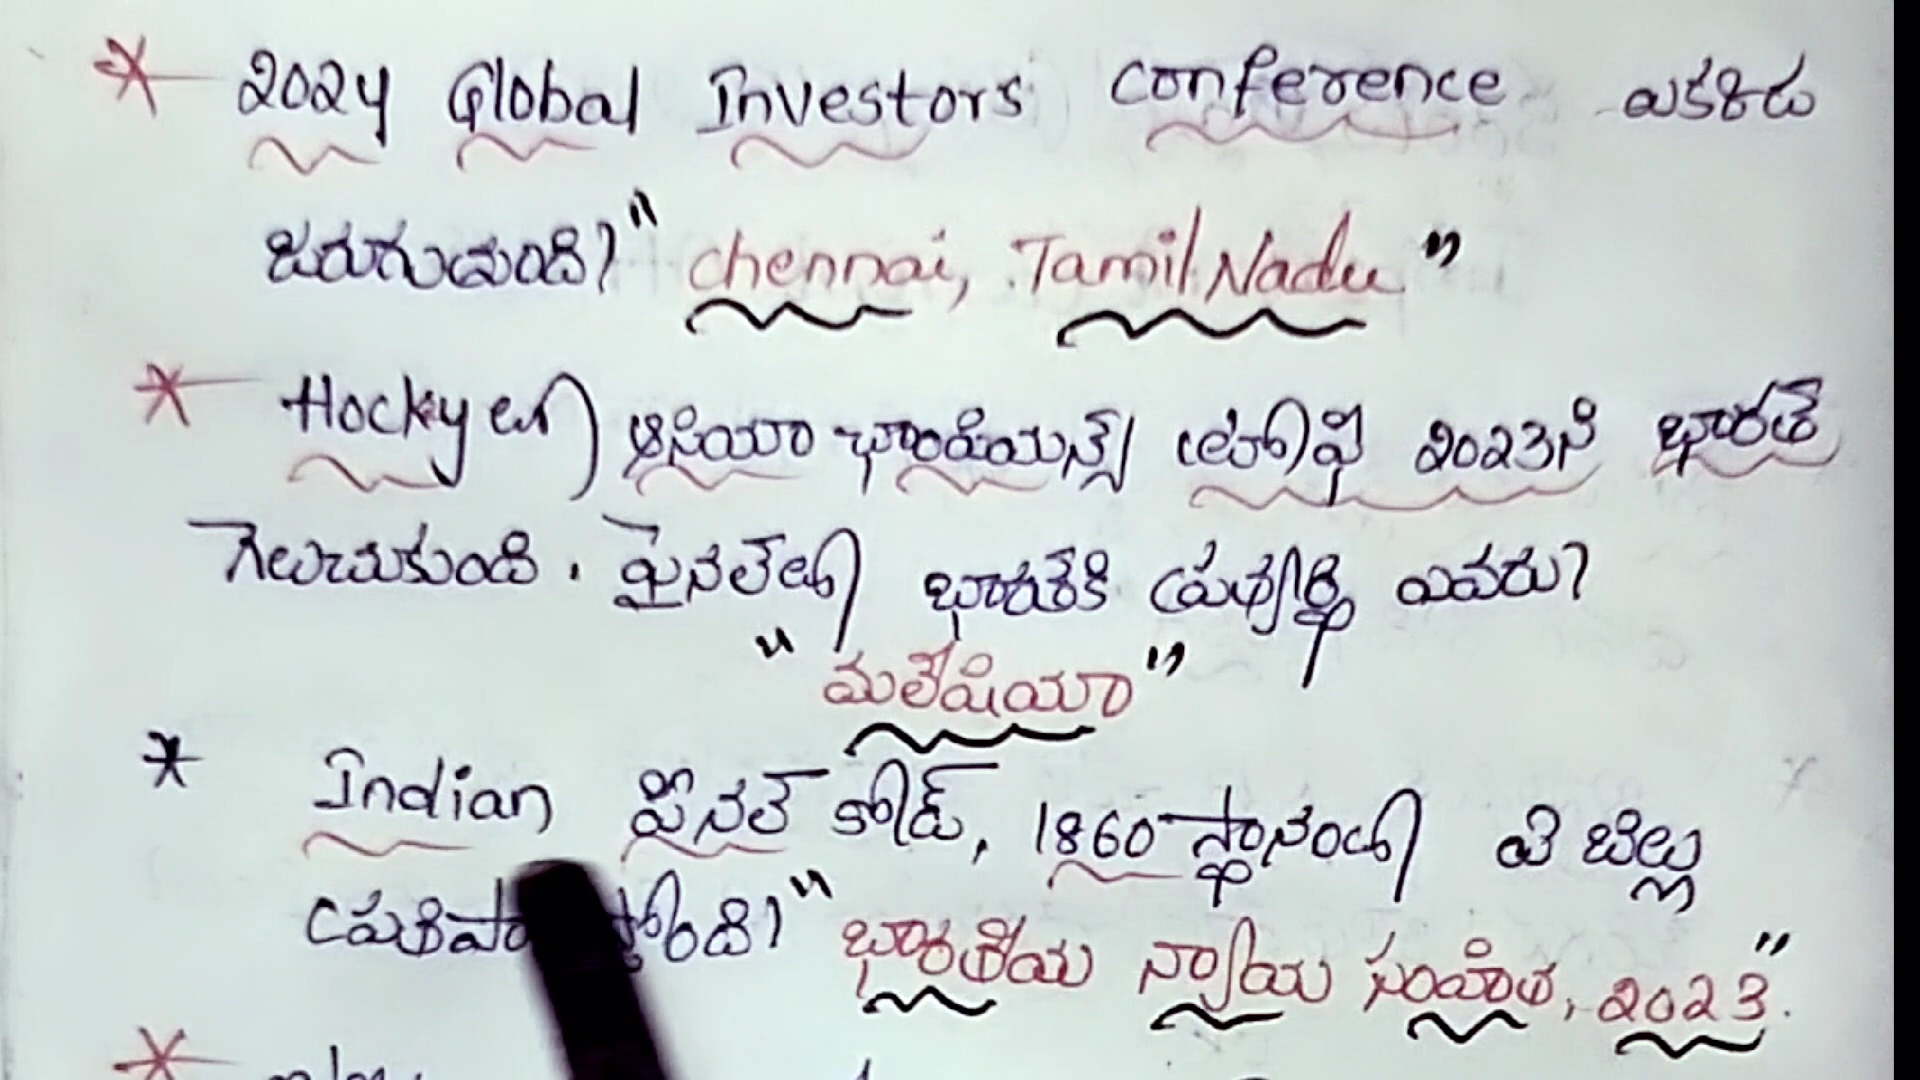 * 2024 Global Investors Conference ఎక్కడ
జరుగుతుంది? " chennai, Tamil Nadu "
* Hockyలో ఆసియా ఛాంపియన్స్ ట్రోఫీ 2023ని భారత్
గెలుచుకుంది. ఫైనల్‌లో భారత్‌కి ప్రత్యర్థి ఎవరు?
" మలేషియా "
* Indian పీనల్ కోడ్, 1860 స్థానంలో ఏ బిల్లు
" భారతీయ న్యాయ సంహిత, 2023".